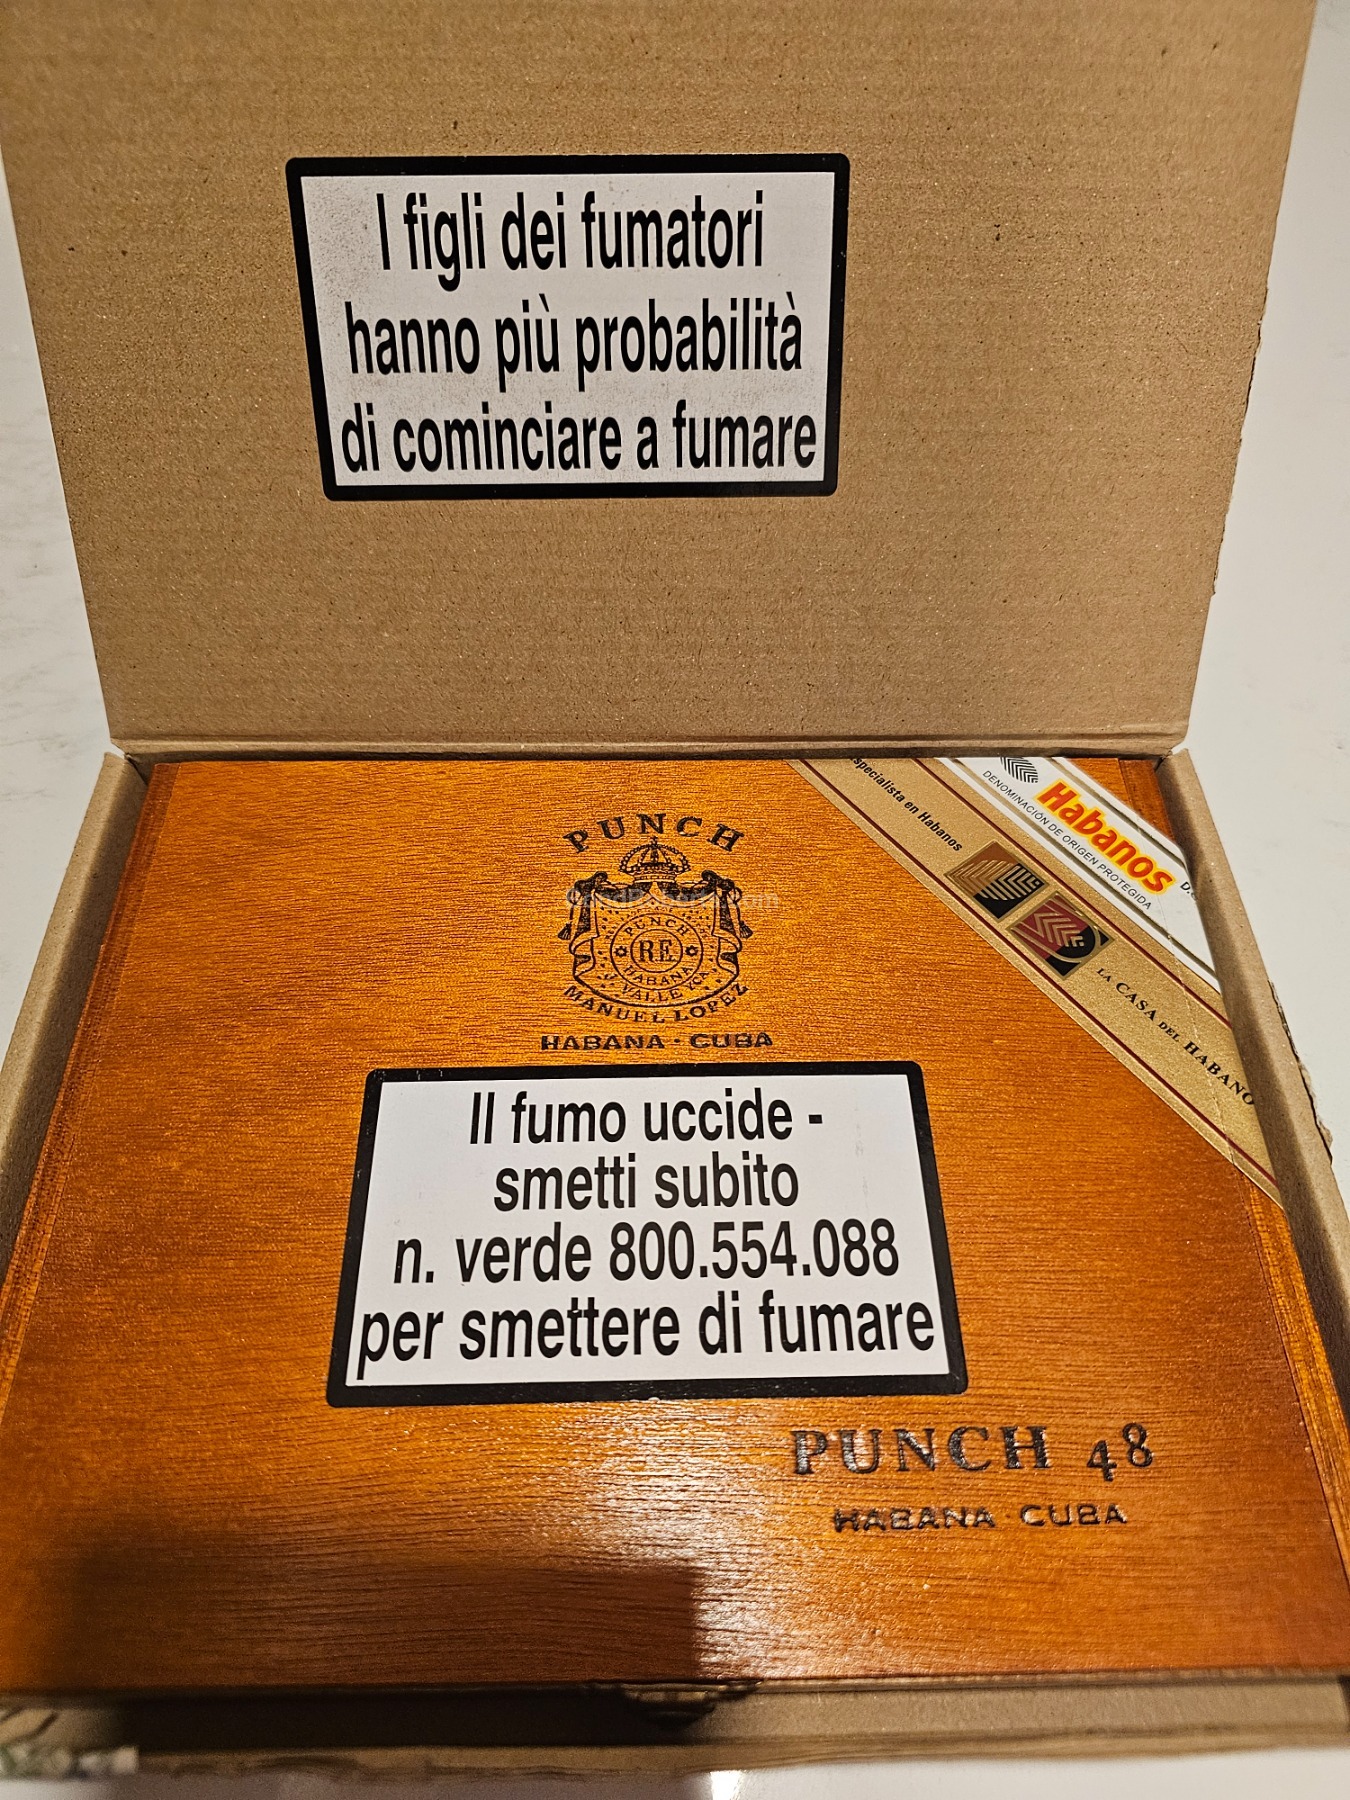 I figli dei fumatori
hanno più probabilità
di cominciare a fumare
PUNCH
PUNCH
R.E.
HABANA
J. VALLE Y CA.
MANUEL LOPEZ
HABANA · CUBA
specialista en Habanos
LA CASA DEL HABANO
Habanos
DENOMINACIÓN DE ORIGEN PROTEGIDA
Il fumo uccide -
smetti subito
n. verde 800.554.088
per smettere di fumare
PUNCH 48
HABANA CUBA